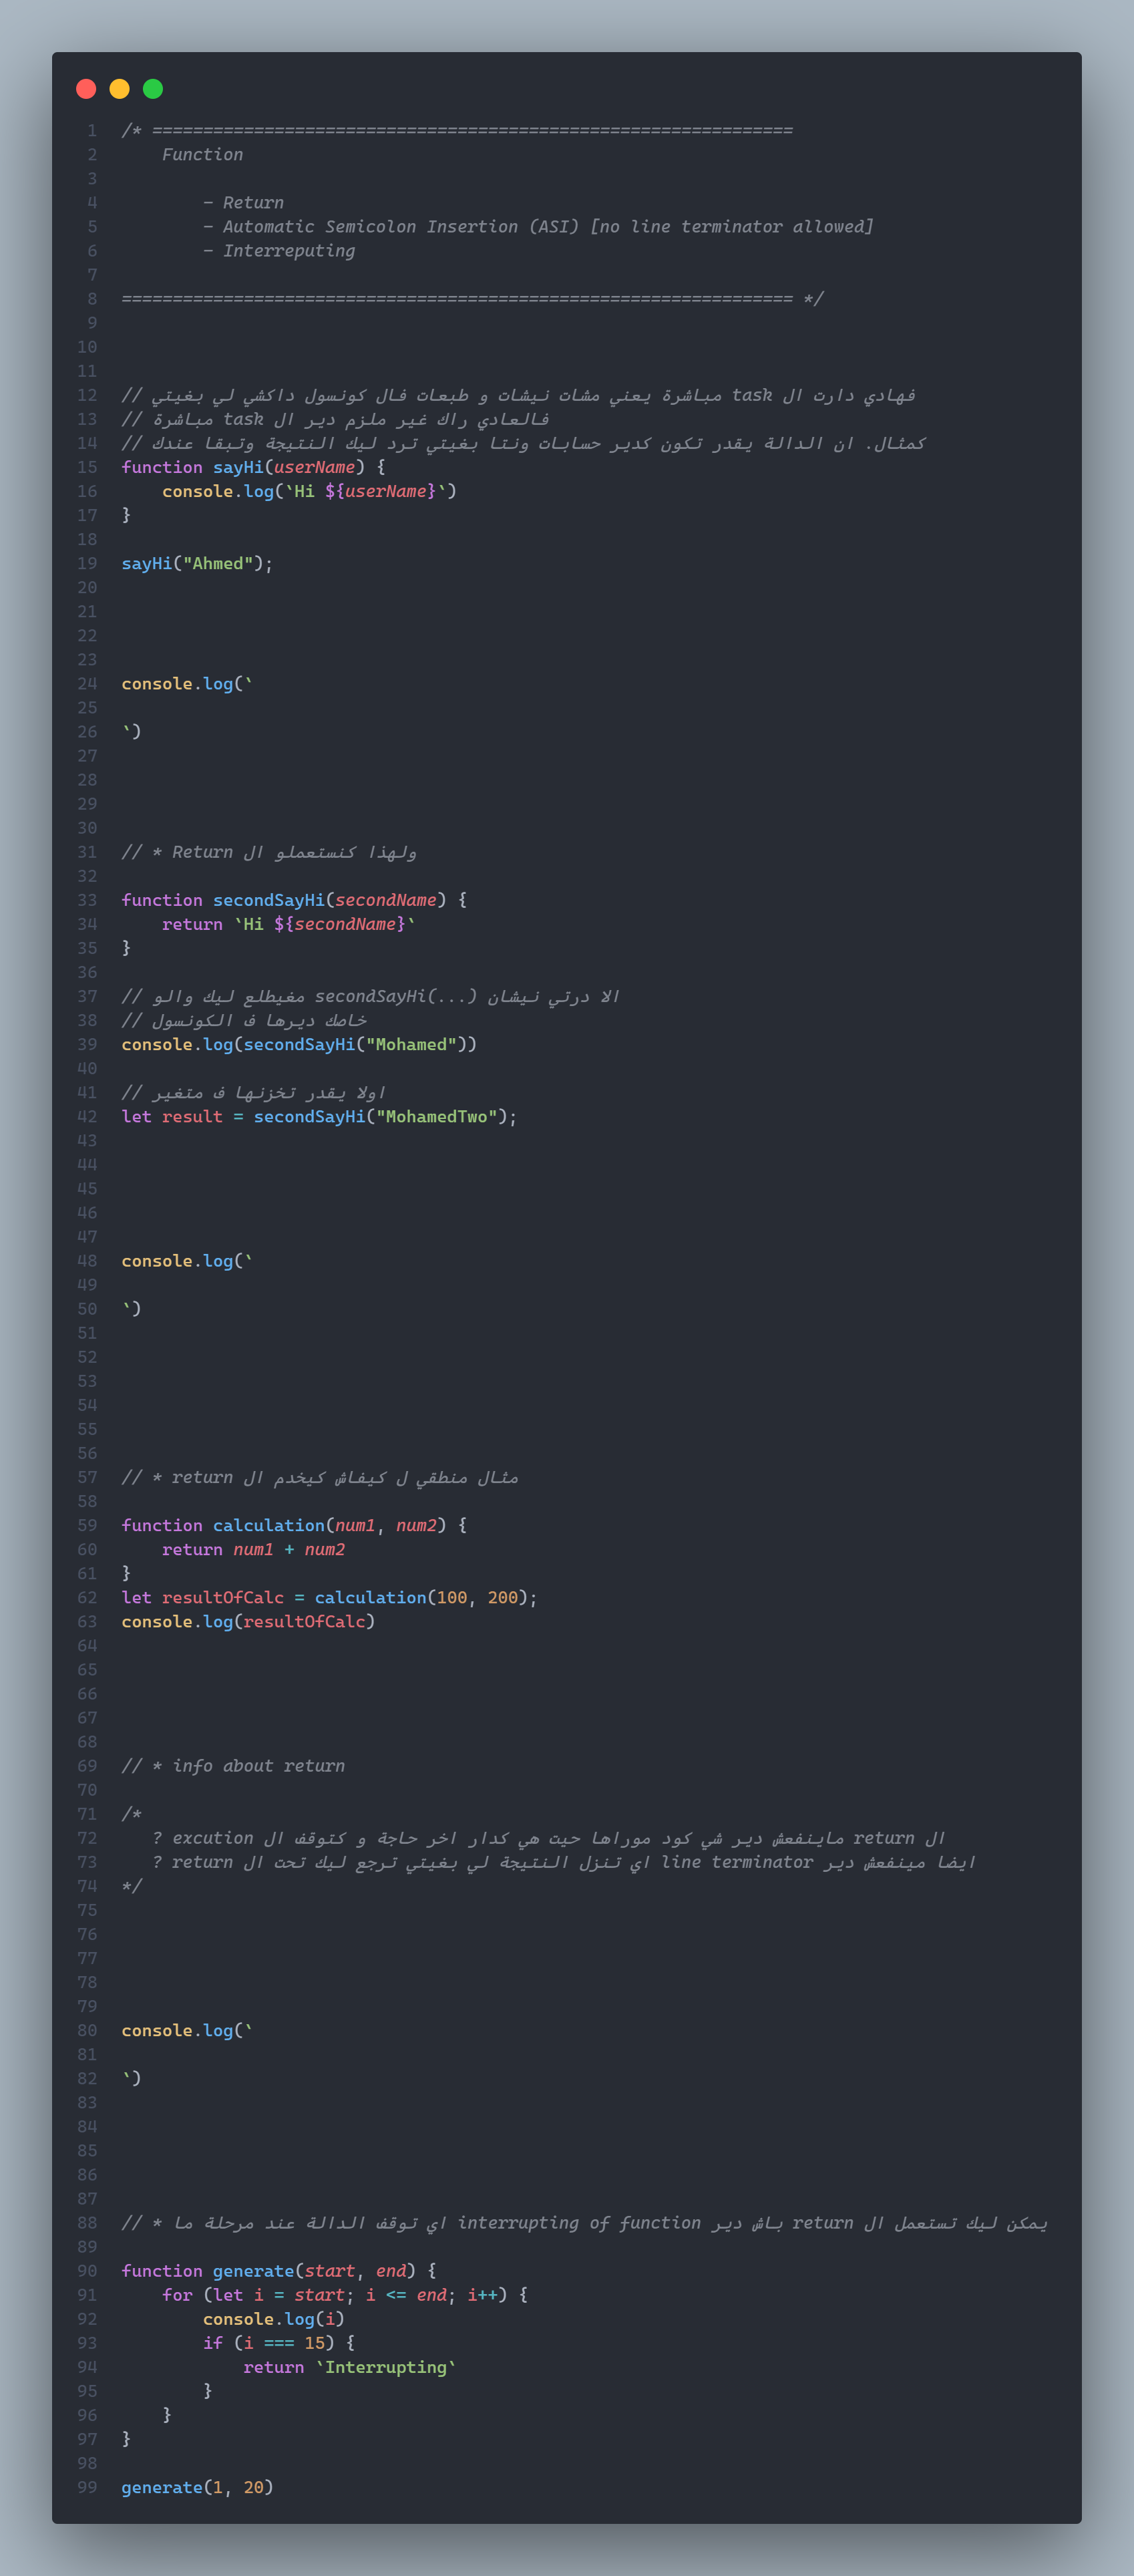 1 /* ===============================================================
2     Function
3
4         - Return
5         - Automatic Semicolon Insertion (ASI) [no line terminator allowed]
6         - Interreputing
7
8 ================================================================== */
9
10
11
12 // فهادي دارت ال task مباشرة يعني مشات نيشات و طبعات فال كونسول داكشي لي بغيتي
13 // فالعادي راك غير ملزم دير ال task مباشرة
14 // كمثال. ان الدالة يقدر تكون كدير حسابات ونتا بغيتي ترد ليك النتيجة وتبقا عندك
15 function sayHi(userName) {
16     console.log(`Hi ${userName}`)
17 }
18
19 sayHi("Ahmed");
20
21
22
23
24 console.log(`
25
26 `)
27
28
29
30
31 // * Return ولهذا كنستعملو ال
32
33 function secondSayHi(secondName) {
34     return `Hi ${secondName}`
35 }
36
37 // الا درتي نيشان secondSayHi(...) مغيطلع ليك والو
38 // خاصك ديرها ف الكونسول
39 console.log(secondSayHi("Mohamed"))
40
41 // اولا يقدر تخزنها ف متغير
42 let result = secondSayHi("MohamedTwo");
43
44
45
46
47
48 console.log(`
49
50 `)
51
52
53
54
55
56
57 // * return مثال منطقي ل كيفاش كيخدم ال
58
59 function calculation(num1, num2) {
60     return num1 + num2
61 }
62 let resultOfCalc = calculation(100, 200);
63 console.log(resultOfCalc)
64
65
66
67
68
69 // * info about return
70
71 /*
72    ? ال return ماينفعش دير شي كود موراها حيت هي كدار اخر حاجة و كتوقف ال excution
73    ? ايضا مينفعش دير line terminator اي تنزل النتيجة لي بغيتي ترجع ليك تحت ال return
74 */
75
76
77
78
79
80 console.log(`
81
82 `)
83
84
85
86
87
88 // * يمكن ليك تستعمل ال return باش دير interrupting of function اي توقف الدالة عند مرحلة ما
89
90 function generate(start, end) {
91     for (let i = start; i <= end; i++) {
92         console.log(i)
93         if (i === 15) {
94             return `Interrupting`
95         }
96     }
97 }
98
99 generate(1, 20)